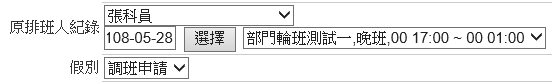 原排班人紀錄 張科員
108-05-28 選擇 部門輪班測試一,晚班,00 17:00 ~ 00 01:00
假別 調班申請